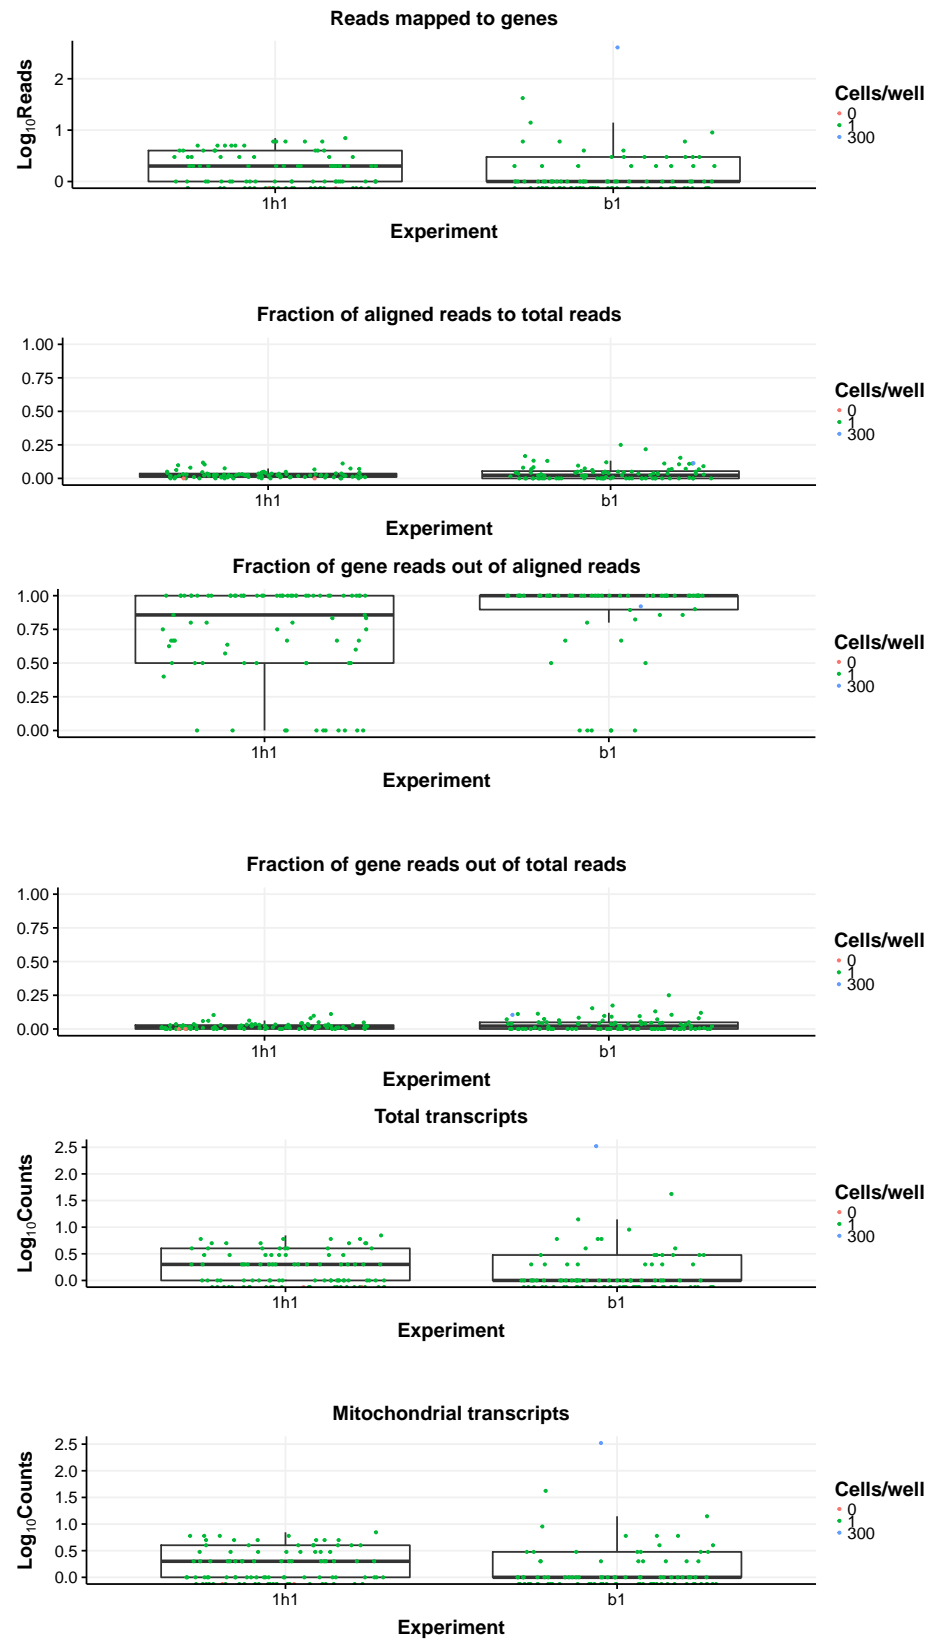 Reads mapped to genes
Log₁₀Reads
2
1
0
1h1
b1
Experiment
Cells/well
0
1
300
Fraction of aligned reads to total reads
1.00
0.75
0.50
0.25
0.00
1h1
b1
Experiment
Cells/well
0
1
300
Fraction of gene reads out of aligned reads
1.00
0.75
0.50
0.25
0.00
1h1
b1
Experiment
Cells/well
0
1
300
Fraction of gene reads out of total reads
1.00
0.75
0.50
0.25
0.00
1h1
b1
Experiment
Cells/well
0
1
300
Total transcripts
Log₁₀Counts
2.5
2.0
1.5
1.0
0.5
0.0
1h1
b1
Experiment
Cells/well
0
1
300
Mitochondrial transcripts
Log₁₀Counts
2.5
2.0
1.5
1.0
0.5
0.0
1h1
b1
Experiment
Cells/well
0
1
300